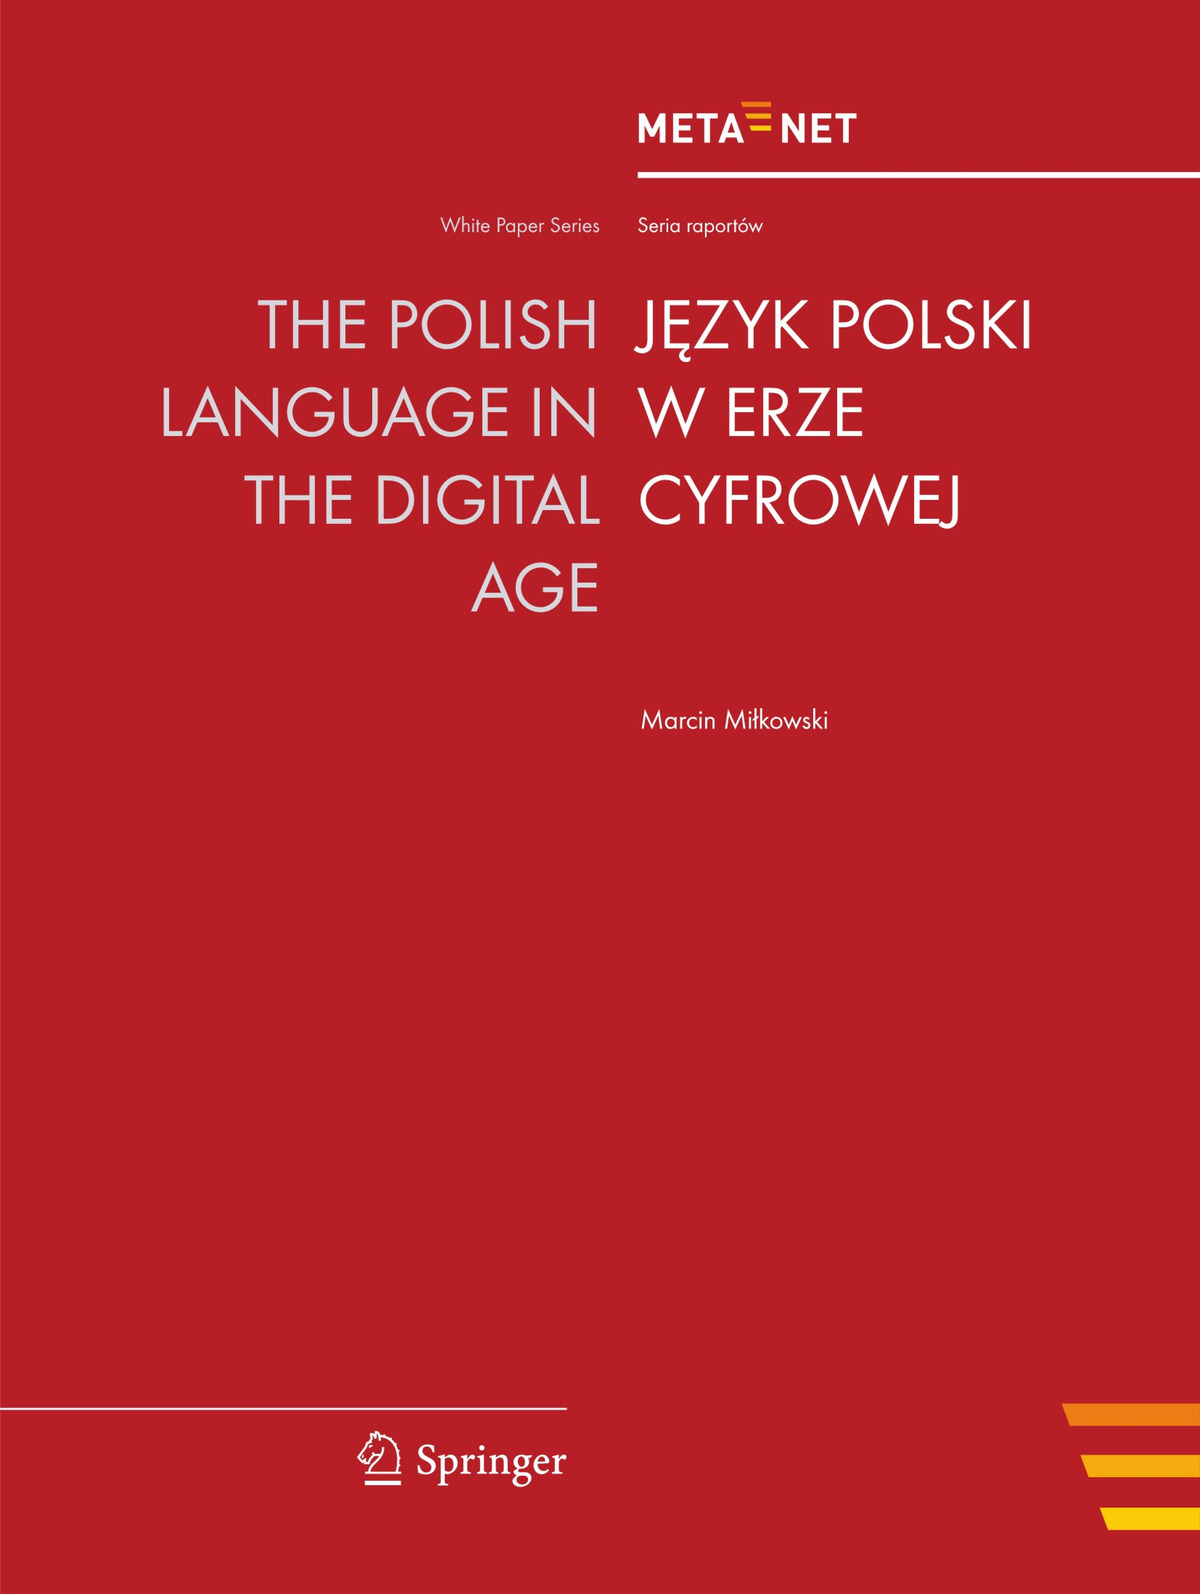 META NET
White Paper Series
Seria raportów
THE POLISH
LANGUAGE IN
THE DIGITAL
AGE
JĘZYK POLSKI
W ERZE
CYFROWEJ
Marcin Miłkowski
Springer